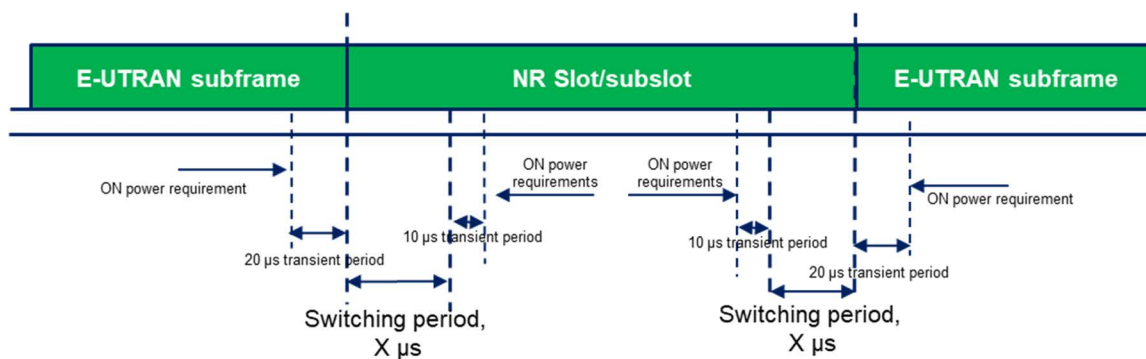 E-UTRAN subframe
NR Slot/subslot
E-UTRAN subframe
ON power requirement
ON power
requirements
ON power
requirements
ON power requirement
10 µs transient period
10 µs transient period
20 µs transient period
20 µs transient period
Switching period,
X µs
Switching period,
X µs